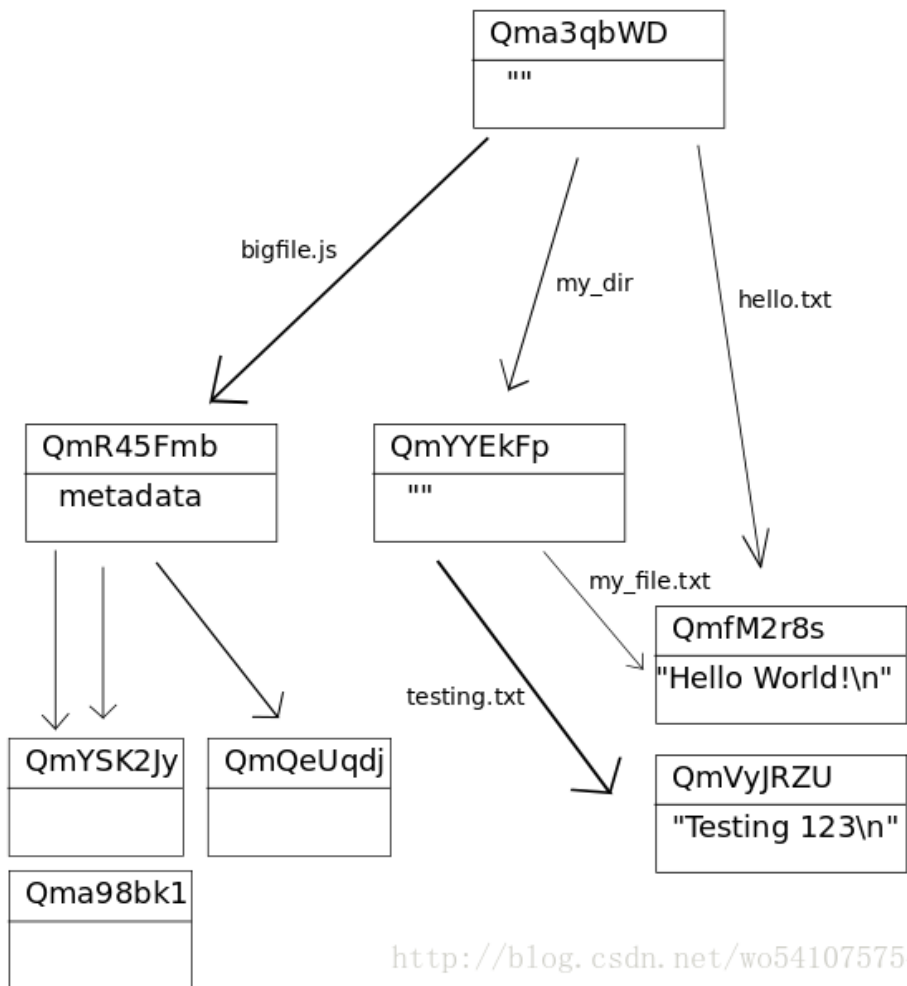 Qma3qbWD
""
bigfile.js
my_dir
hello.txt
QmR45Fmb
metadata
QmYYEkFp
""
my_file.txt
testing.txt
QmfM2r8s
"Hello World!\n"
QmYSK2Jy
QmQeUqdj
QmVyJRZU
"Testing 123\n"
Qma98bk1
http://blog.csdn.net/wo54107575